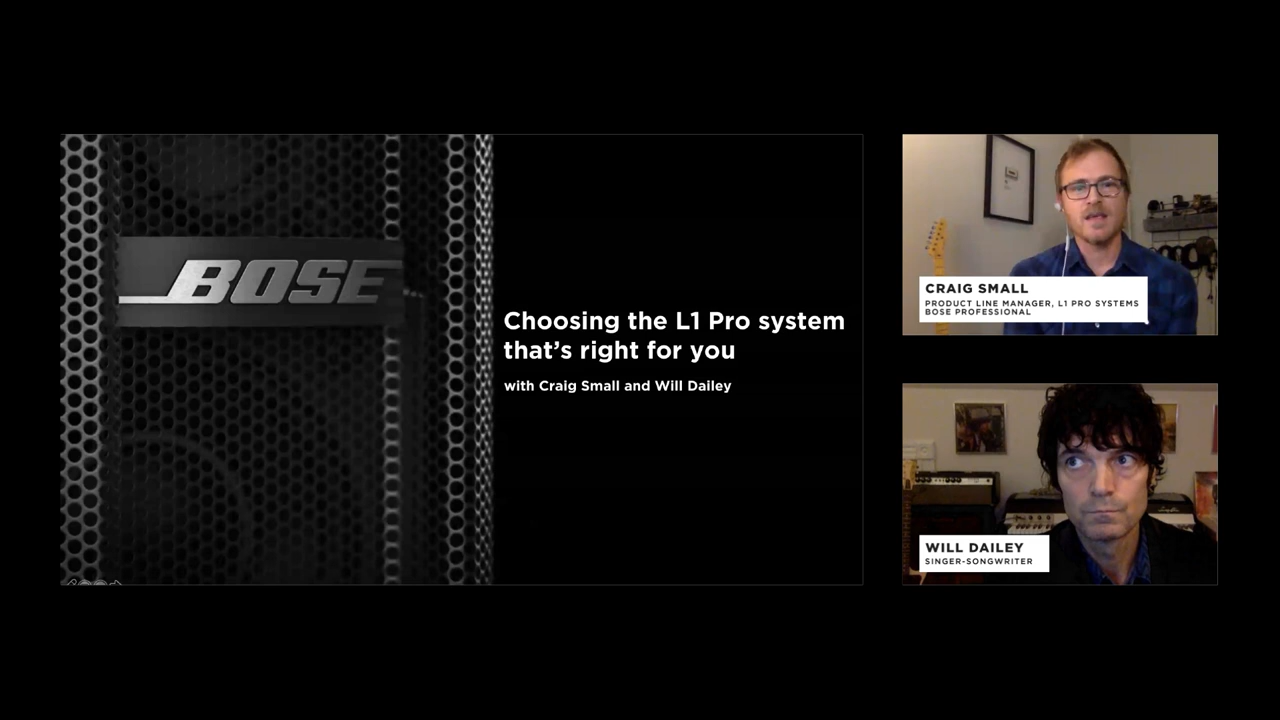 BOSE
Choosing the L1 Pro system
that's right for you
with Craig Small and Will Dailey
CRAIG SMALL
PRODUCT LINE MANAGER, L1 PRO SYSTEMS
BOSE PROFESSIONAL
WILL DAILEY
SINGER-SONGWRITER